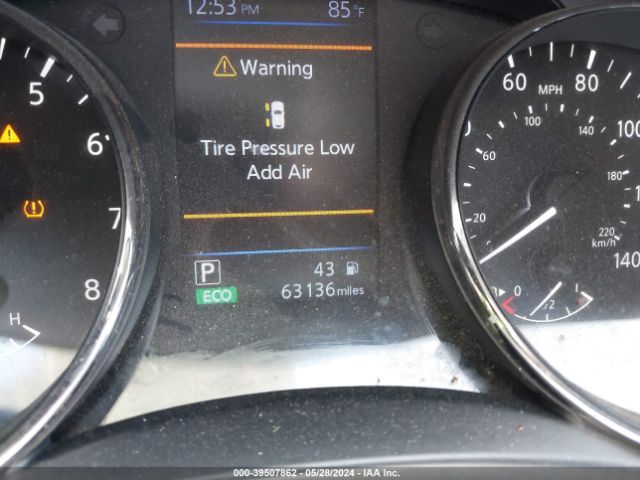 12:53 PM 85°F
Warning
Tire Pressure Low
Add Air
P 43
ECO 63136 miles
5
6
7
8
H
60 80 100
MPH
140
20 60 100 140 180 220
km/h
0 1/2 1
000-39507862 - 05/28/2024 - IAA Inc.